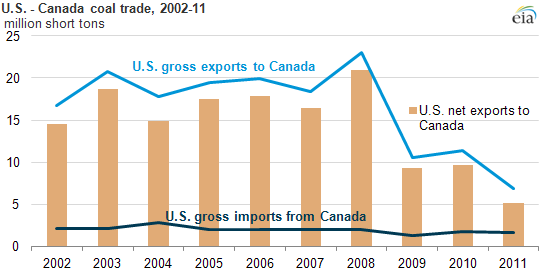 U.S. - Canada coal trade, 2002-11
million short tons
eia
25
20
15
10
5
0
U.S. gross exports to Canada
U.S. net exports to
Canada
U.S. gross imports from Canada
2002 2003 2004 2005 2006 2007 2008 2009 2010 2011